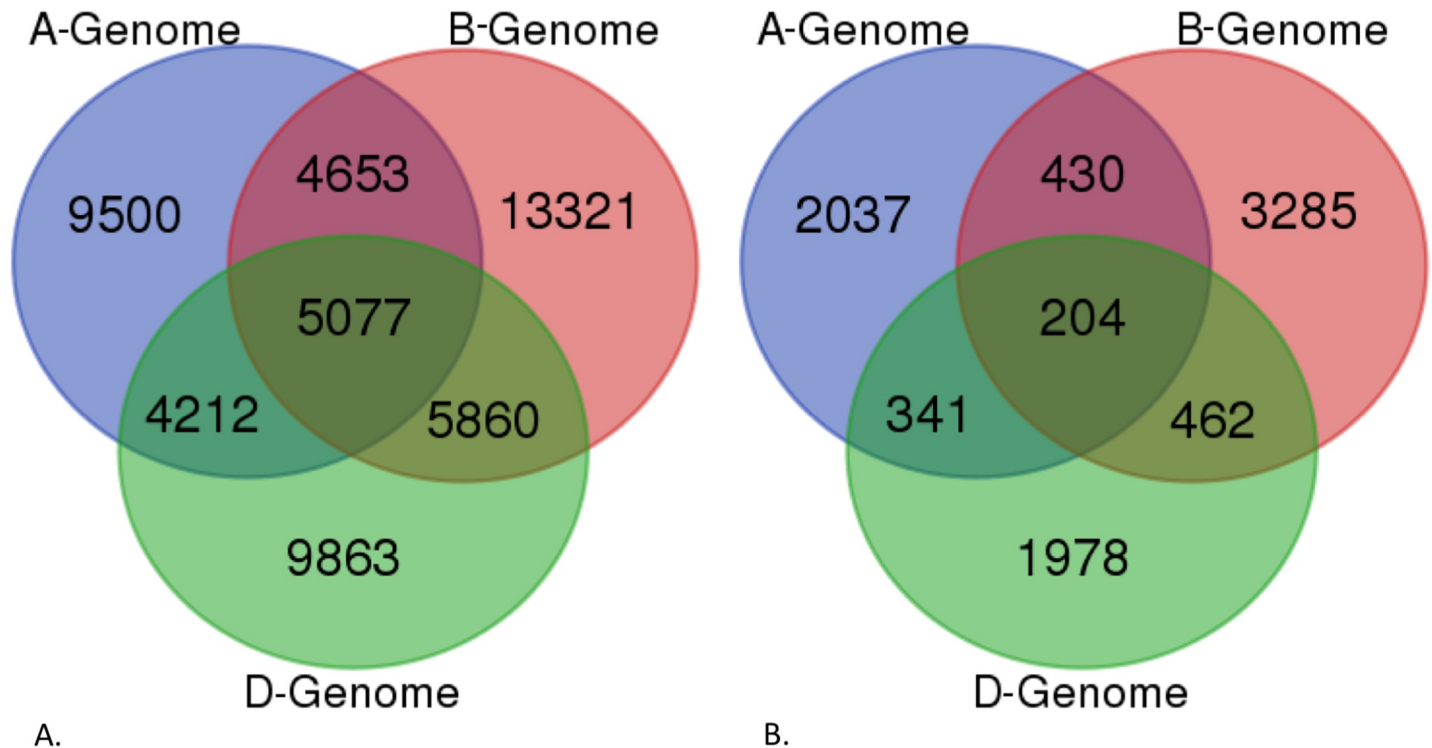 A-Genome B-Genome A-Genome B-Genome
4653 430
9500 13321 2037 3285
5077 204
4212 5860 341 462
9863 1978
D-Genome D-Genome
A. B.